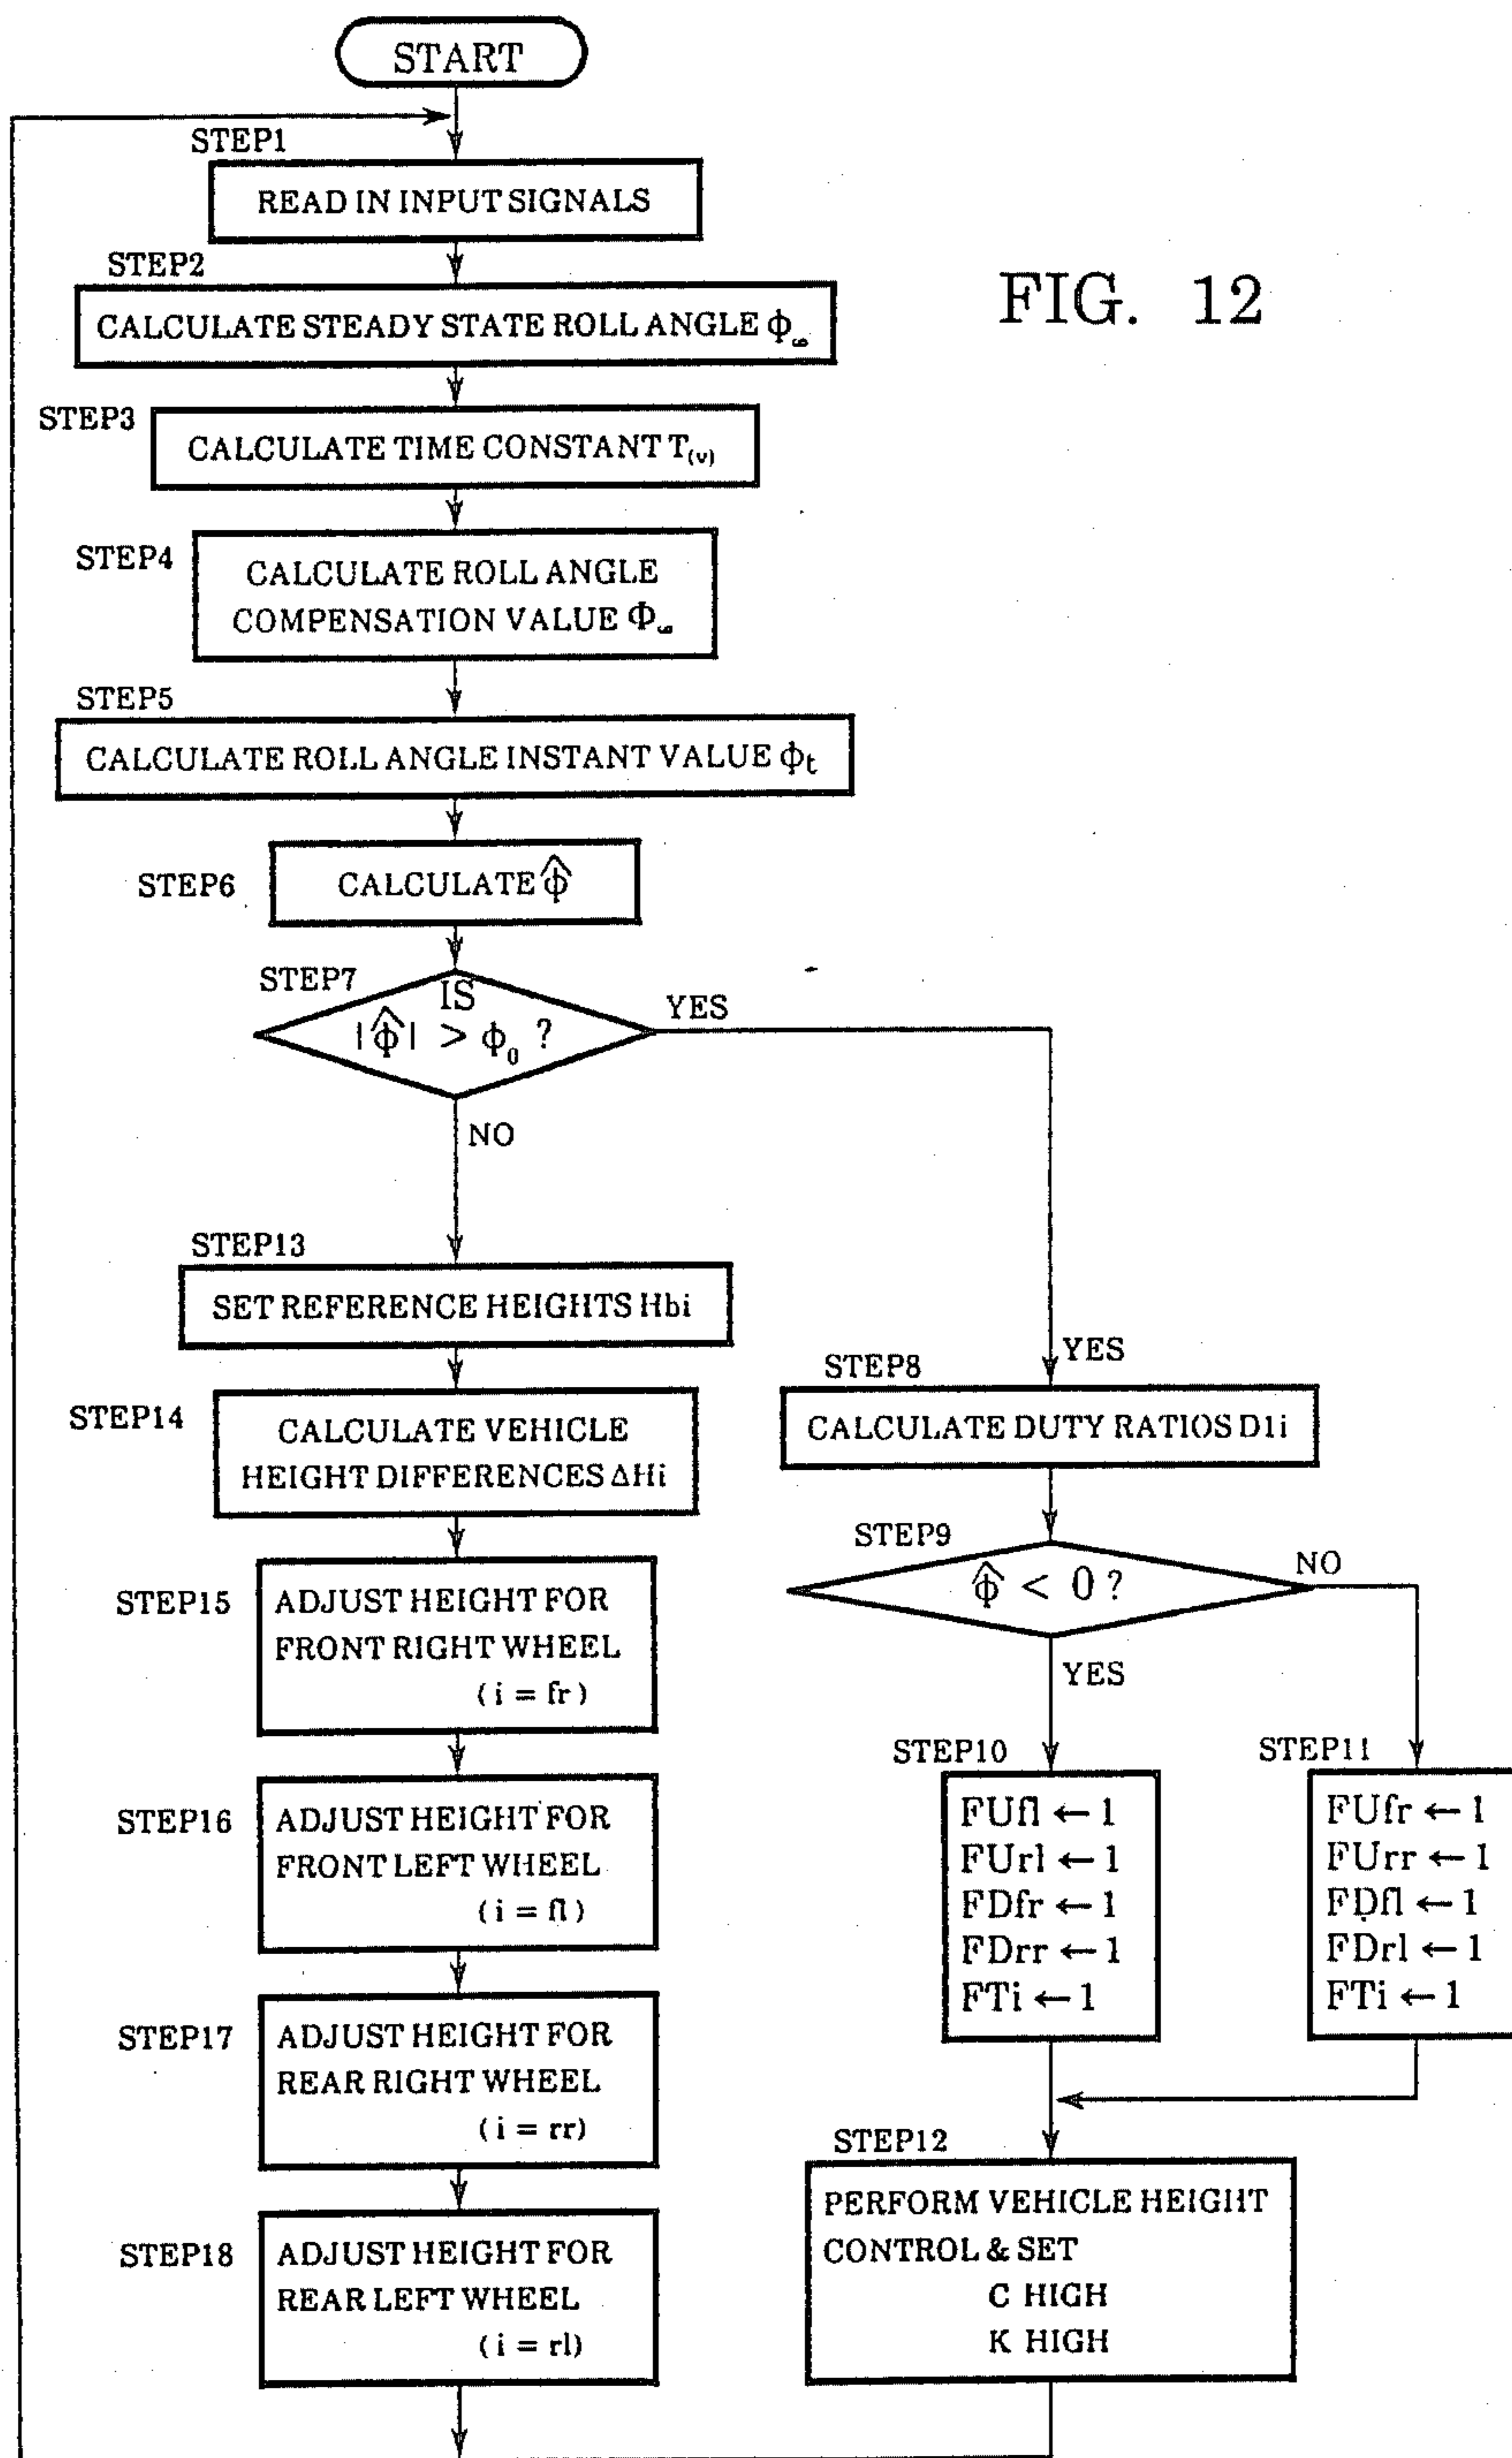 START
STEP1
READ IN INPUT SIGNALS
STEP2
CALCULATE STEADY STATE ROLL ANGLE ϕ∞
FIG. 12
STEP3
CALCULATE TIME CONSTANT T(v)
STEP4
CALCULATE ROLL ANGLE
COMPENSATION VALUE Φ∞
STEP5
CALCULATE ROLL ANGLE INSTANT VALUE ϕt
STEP6
CALCULATE ϕ̂
STEP7
IS
|ϕ̂| > ϕ0 ?
YES
NO
STEP13
SET REFERENCE HEIGHTS Hbi
STEP14
CALCULATE VEHICLE
HEIGHT DIFFERENCES ΔHi
STEP15
ADJUST HEIGHT FOR
FRONT RIGHT WHEEL
(i = fr)
STEP16
ADJUST HEIGHT FOR
FRONT LEFT WHEEL
(i = fl)
STEP17
ADJUST HEIGHT FOR
REAR RIGHT WHEEL
(i = rr)
STEP18
ADJUST HEIGHT FOR
REAR LEFT WHEEL
(i = rl)
YES
STEP8
CALCULATE DUTY RATIOS D1i
STEP9
ϕ̂ < 0 ?
NO
YES
STEP10
FUfl ← 1
FUrl ← 1
FDfr ← 1
FDrr ← 1
FTi ← 1
STEP11
FUfr ← 1
FUrr ← 1
FDfl ← 1
FDrl ← 1
FTi ← 1
STEP12
PERFORM VEHICLE HEIGHT
CONTROL & SET
C HIGH
K HIGH